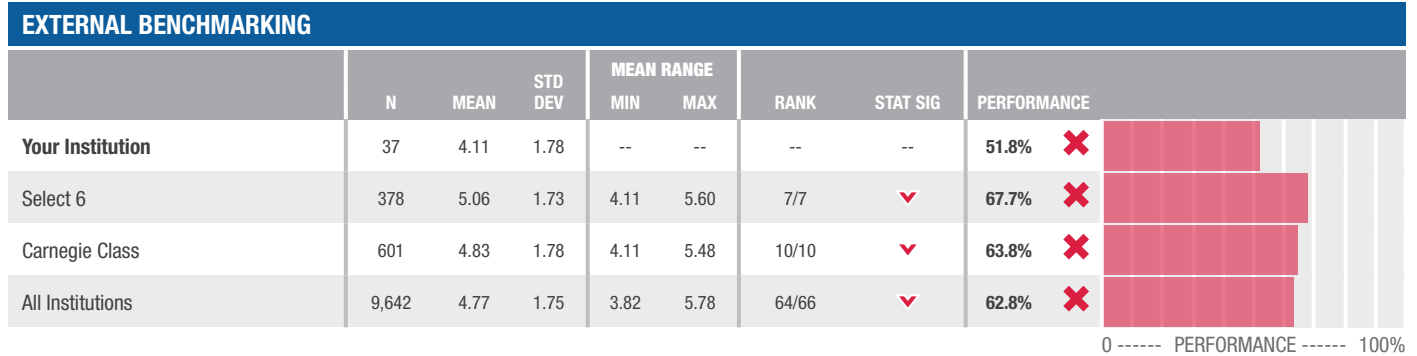 EXTERNAL BENCHMARKING
N MEAN STD DEV MEAN RANGE MIN MAX RANK STAT SIG PERFORMANCE
Your Institution 37 4.11 1.78 -- -- -- -- 51.8%
Select 6 378 5.06 1.73 4.11 5.60 7/7 67.7%
Carnegie Class 601 4.83 1.78 4.11 5.48 10/10 63.8%
All Institutions 9,642 4.77 1.75 3.82 5.78 64/66 62.8%
0 ------ PERFORMANCE ------ 100%